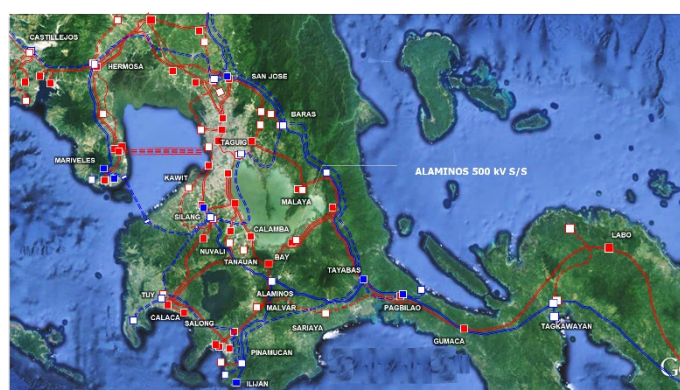 CASTILLEJOS
HERMOSA
SAN JOSE
BARAS
TAGUIG
MARIVELES
KAWIT
ALAMINOS 500 kV S/S
MALAYA
SILANG
CALAMBA
LABO
NUVALI
TANAUAN
BAY
TAYABAS
TUY
ALAMINOS
PAGBILAO
CALACA
MALVAR
TAGKAWAYAN
SALONG
SARIAYA
GUMACA
PINAMUCAN
ILIJAN